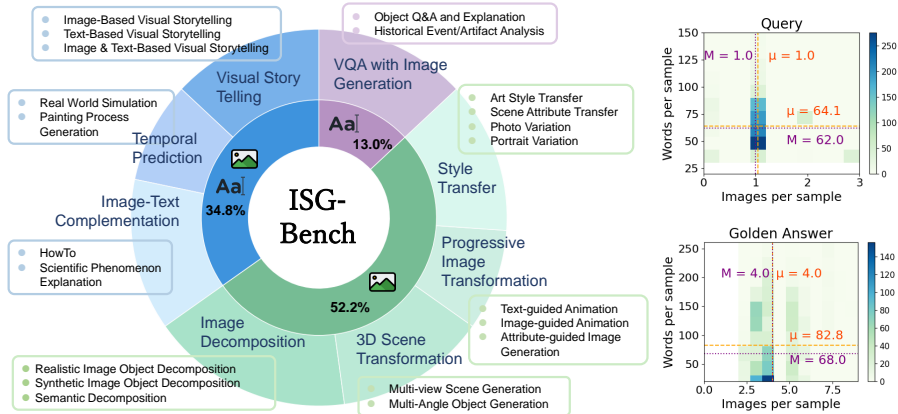 Image-Based Visual Storytelling
Text-Based Visual Storytelling
Image & Text-Based Visual Storytelling
Object Q&A and Explanation
Historical Event/Artifact Analysis
Visual Story
Telling
VQA with Image
Generation
Real World Simulation
Painting Process
Generation
Art Style Transfer
Scene Attribute Transfer
Photo Variation
Portrait Variation
Temporal
Prediction
Aa
13.0%
Style
Transfer
Aa
34.8%
Image-Text
Complementation
ISG-
Bench
HowTo
Scientific Phenomenon
Explanation
Progressive
Image
Transformation
52.2%
Text-guided Animation
Image-guided Animation
Attribute-guided Image
Generation
Image
Decomposition
3D Scene
Transformation
Realistic Image Object Decomposition
Synthetic Image Object Decomposition
Semantic Decomposition
Multi-view Scene Generation
Multi-Angle Object Generation
Query
Words per sample
150
125
100
75
50
25
M = 1.0
μ = 1.0
μ = 64.1
M = 62.0
0 1 2 3
Images per sample
250
200
150
100
50
0
Golden Answer
Words per sample
250
200
150
100
50
M = 4.0
μ = 4.0
μ = 82.8
M = 68.0
2.5 5.0 7.5
Images per sample
140
120
100
80
60
40
20
0